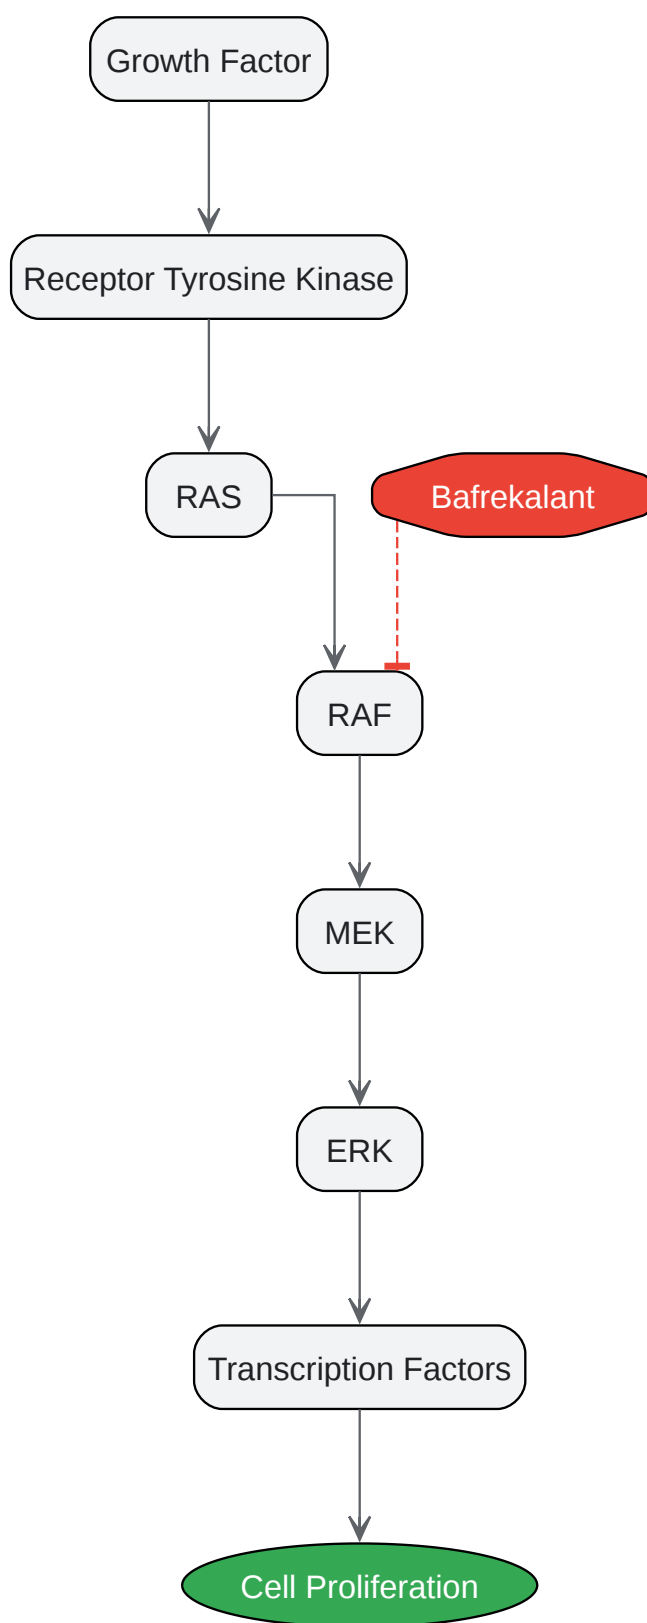 Growth Factor
Receptor Tyrosine Kinase
RAS
Bafrekalant
RAF
MEK
ERK
Transcription Factors
Cell Proliferation